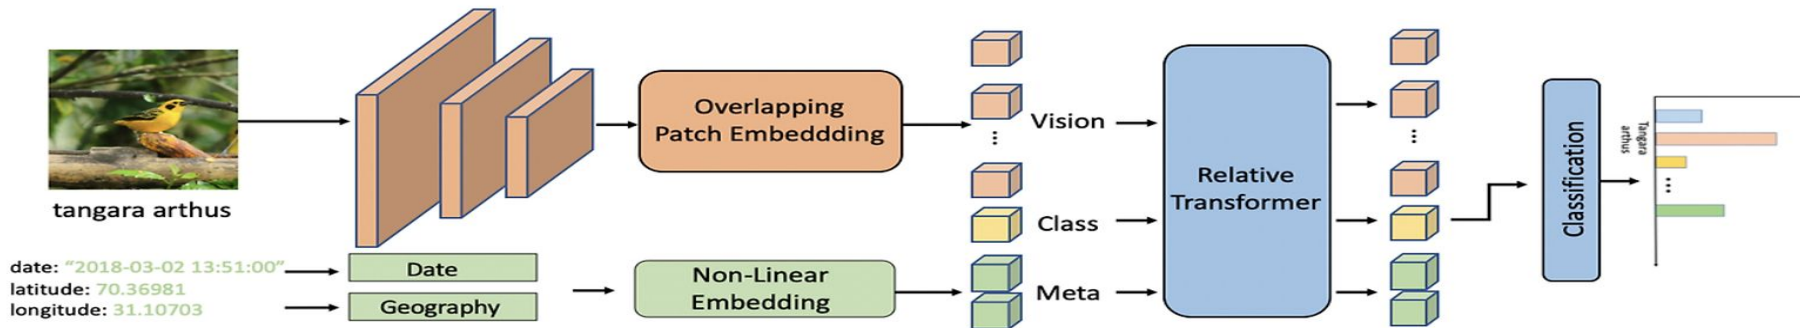 tangara arthus
date: "2018-03-02 13:51:00"
latitude: 70.36981
longitude: 31.10703
Date
Geography
Overlapping
Patch Embeddding
Non-Linear
Embedding
Vision
Class
Meta
Relative
Transformer
Classification
Tangara
arthus